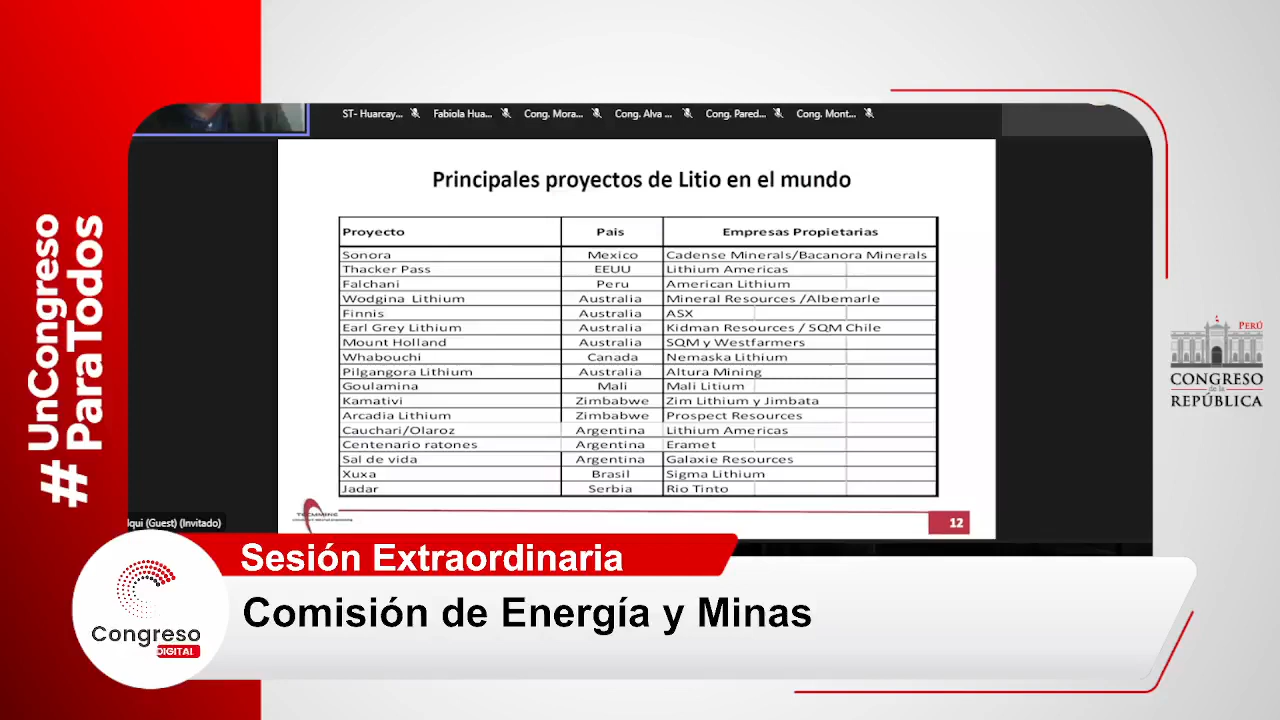 #UnCongreso
ParaTodos
ST- Huarcay... Fabiola Hua... Cong. Mora... Cong. Alva ... Cong. Pared... Cong. Mont...
Principales proyectos de Litio en el mundo
Proyecto Pais Empresas Propietarias
Sonora Mexico Cadense Minerals/Bacanora Minerals
Thacker Pass EEUU Lithium Americas
Falchani Peru American Lithium
Wodgina Lithium Australia Mineral Resources /Albemarle
Finnis Australia ASX
Earl Grey Lithium Australia Kidman Resources / SQM Chile
Mount Holland Australia SQM y Westfarmers
Whabouchi Canada Nemaska Lithium
Pilgangora Lithium Australia Altura Mining
Goulamina Mali Mali Litium
Kamativi Zimbabwe Zim Lithium y Jimbata
Arcadia Lithium Zimbabwe Prospect Resources
Cauchari/Olaroz Argentina Lithium Americas
Centenario ratones Argentina Eramet
Sal de vida Argentina Galaxie Resources
Xuxa Brasil Sigma Lithium
Jadar Serbia Rio Tinto
12
lqui (Guest) (Invitado)
Sesión Extraordinaria
Comisión de Energía y Minas
Congreso
DIGITAL
PERÚ
CONGRESO
de la
REPÚBLICA